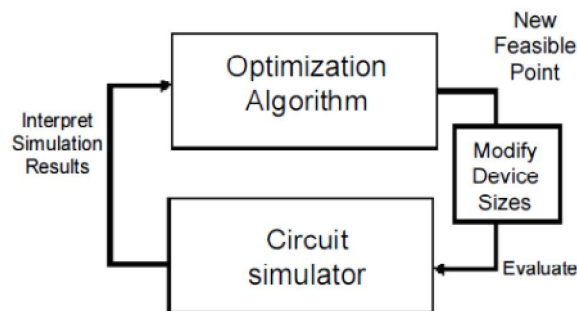 Optimization
Algorithm
New
Feasible
Point
Modify
Device
Sizes
Evaluate
Circuit
simulator
Interpret
Simulation
Results